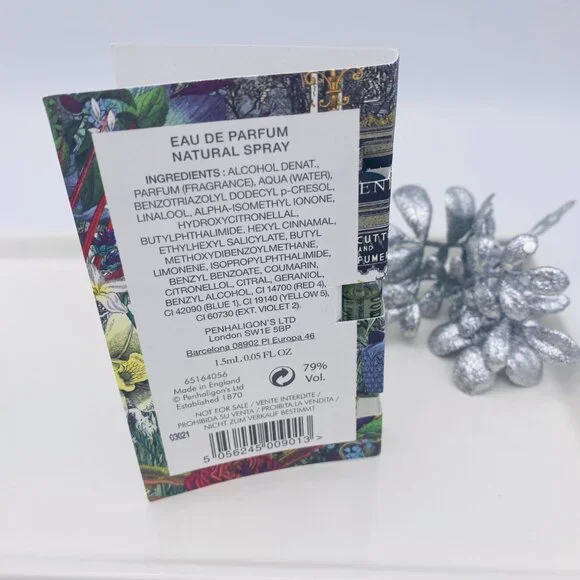 EAU DE PARFUM
NATURAL SPRAY
INGREDIENTS : ALCOHOL DENAT.,
PARFUM (FRAGRANCE), AQUA (WATER),
BENZOTRIAZOLYL DODECYL p-CRESOL,
LINALOOL, ALPHA-ISOMETHYL IONONE,
HYDROXYCITRONELLAL,
BUTYLPHTHALIMIDE, HEXYL CINNAMAL,
ETHYLHEXYL SALICYLATE, BUTYL
METHOXYDIBENZOYLMETHANE,
LIMONENE, ISOPROPYLPHTHALIMIDE,
BENZYL BENZOATE, COUMARIN,
CITRONELLOL, CITRAL, GERANIOL,
BENZYL ALCOHOL, CI 14700 (RED 4),
CI 42090 (BLUE 1), CI 19140 (YELLOW 5),
CI 60730 (EXT. VIOLET 2).
PENHALIGON'S LTD
London SW1E 5BP
Barcelona 08902 Pl Europa 46
1.5mL 0.05 FL OZ
65164056
Made in England
© Penhaligon's Ltd
Established 1870
79%
Vol.
NOT FOR SALE / VENTE INTERDITE /
PROHIBIDA SU VENTA / PROIBITA LA VENDITA /
NICHT ZUM VERKAUF BESTIMMT
03021
5 056245 009013 >
EN
CUTT
AND
FUME